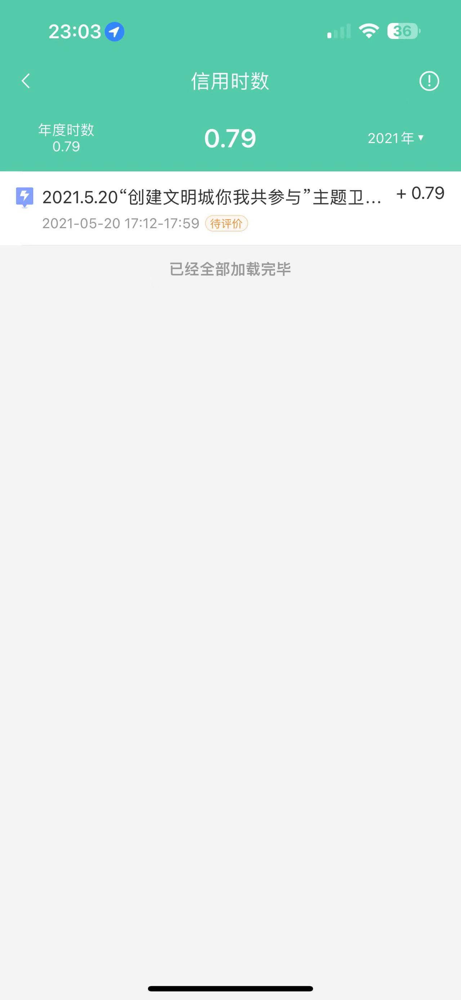 23:03
36
信用时数
年度时数
0.79
0.79
2021年
2021.5.20“创建文明城你我共参与”主题卫...
+ 0.79
2021-05-20 17:12-17:59 待评价
已经全部加载完毕